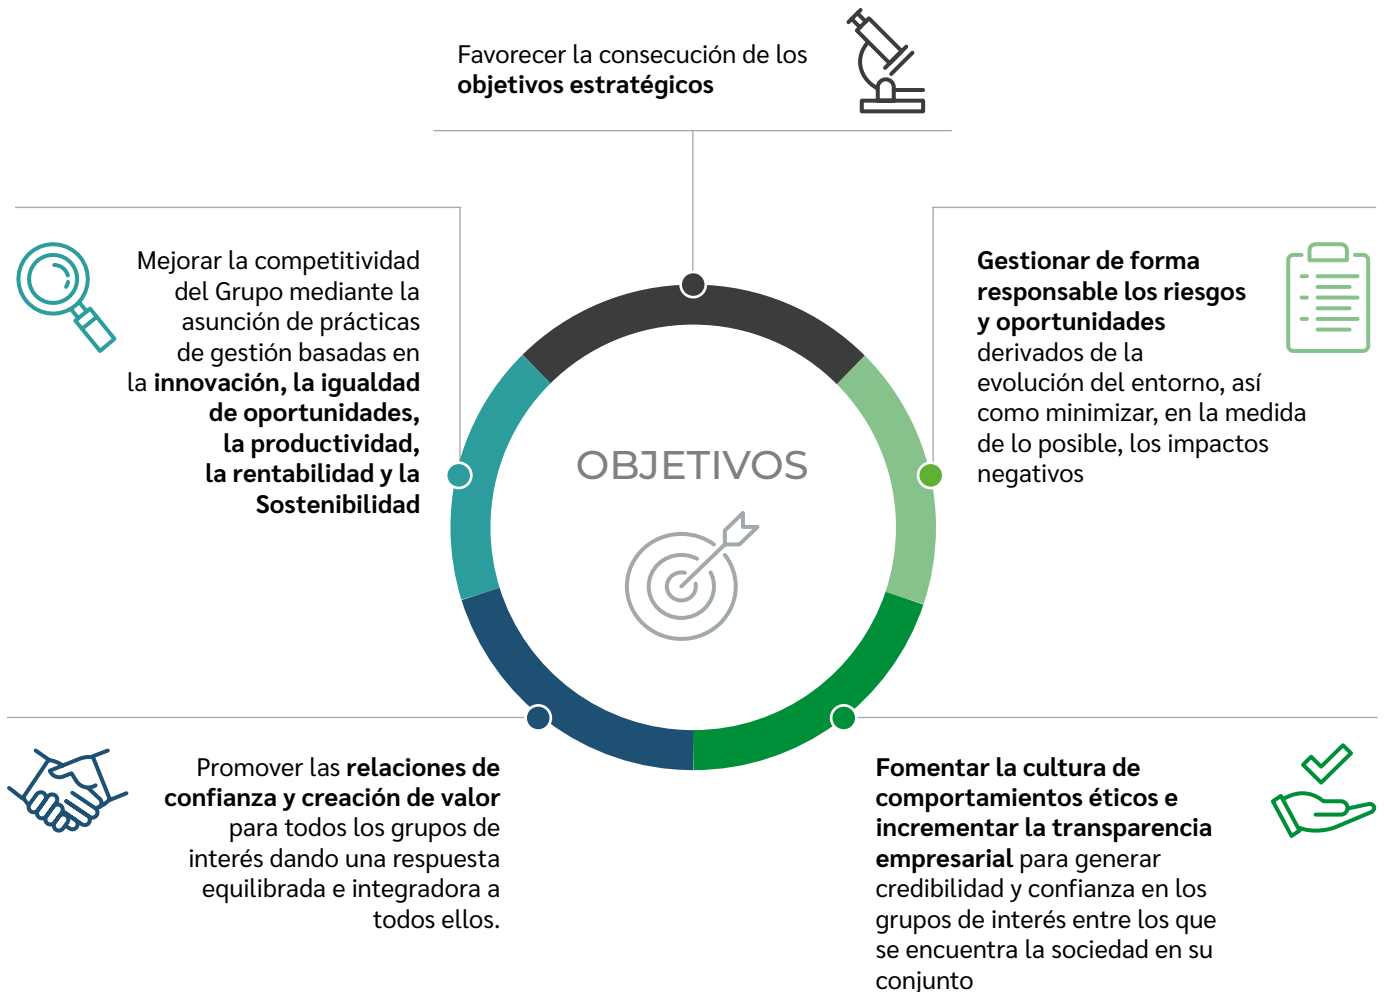 Favorecer la consecución de los
objetivos estratégicos
Mejorar la competitividad
del Grupo mediante la
asunción de prácticas
de gestión basadas en
la innovación, la igualdad
de oportunidades,
la productividad,
la rentabilidad y la
Sostenibilidad
Gestionar de forma
responsable los riesgos
y oportunidades
derivados de la
evolución del entorno, así
como minimizar, en la medida
de lo posible, los impactos
negativos
OBJETIVOS
Promover las relaciones de
confianza y creación de valor
para todos los grupos de
interés dando una respuesta
equilibrada e integradora a
todos ellos.
Fomentar la cultura de
comportamientos éticos e
incrementar la transparencia
empresarial para generar
credibilidad y confianza en los
grupos de interés entre los que
se encuentra la sociedad en su
conjunto